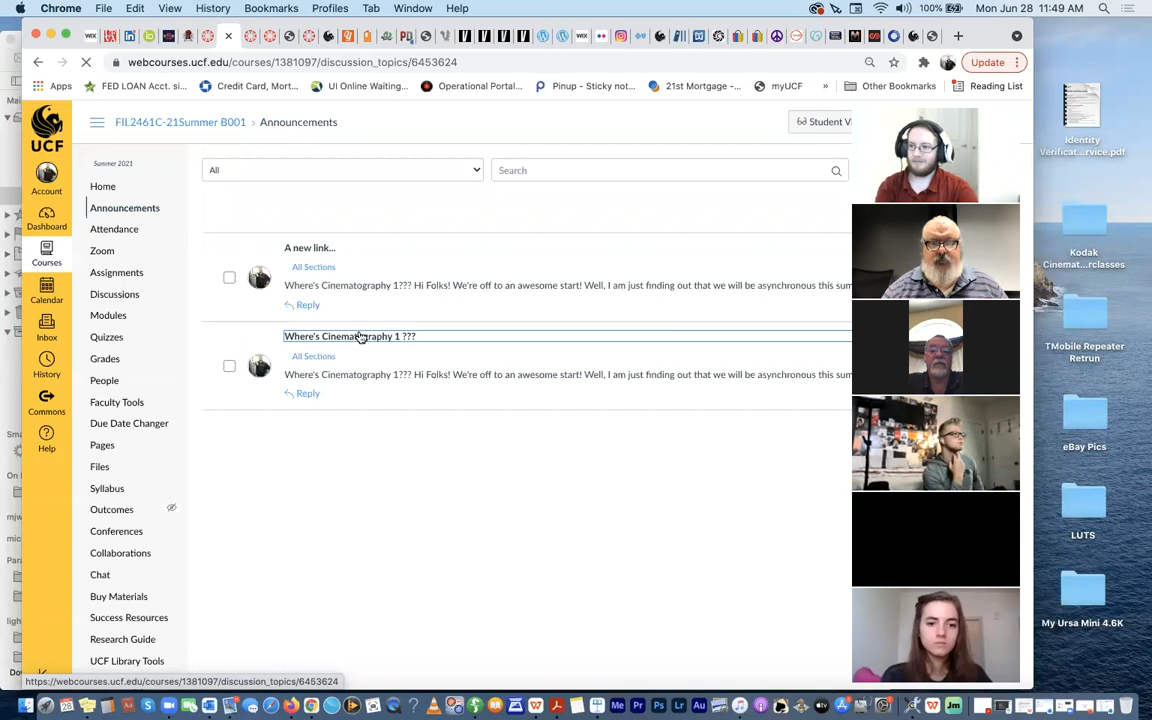 Chrome File Edit View History Bookmarks Profiles Tab Window Help 100% Mon Jun 28 11:49 AM
webcourses.ucf.edu/courses/1381097/discussion_topics/6453624 Update
Apps FED LOAN Acct. si... Credit Card, Mort... UI Online Waiting... Operational Portal... Pinup - Sticky not... 21st Mortgage -... myUCF » Other Bookmarks Reading List
UCF
FIL2461C-21Summer B001 › Announcements
Student Vi
Summer 2021
Account
Dashboard
Courses
Calendar
Inbox
History
Commons
Help
Home
Announcements
Attendance
Zoom
Assignments
Discussions
Modules
Quizzes
Grades
People
Faculty Tools
Due Date Changer
Pages
Files
Syllabus
Outcomes
Conferences
Collaborations
Chat
Buy Materials
Success Resources
Research Guide
UCF Library Tools
All
Search
A new link...
All Sections
Where's Cinematography 1??? Hi Folks! We're off to an awesome start! Well, I am just finding out that we will be asynchronous this sum
Reply
Where's Cinematography 1 ???
All Sections
Where's Cinematography 1??? Hi Folks! We're off to an awesome start! Well, I am just finding out that we will be asynchronous this sum
Reply
https://webcourses.ucf.edu/courses/1381097/discussion_topics/6453624
Identity
Verificat...rvice.pdf
Kodak
Cinemat...rclasses
TMobile Repeater
Retrun
eBay Pics
LUTS
My Ursa Mini 4.6K